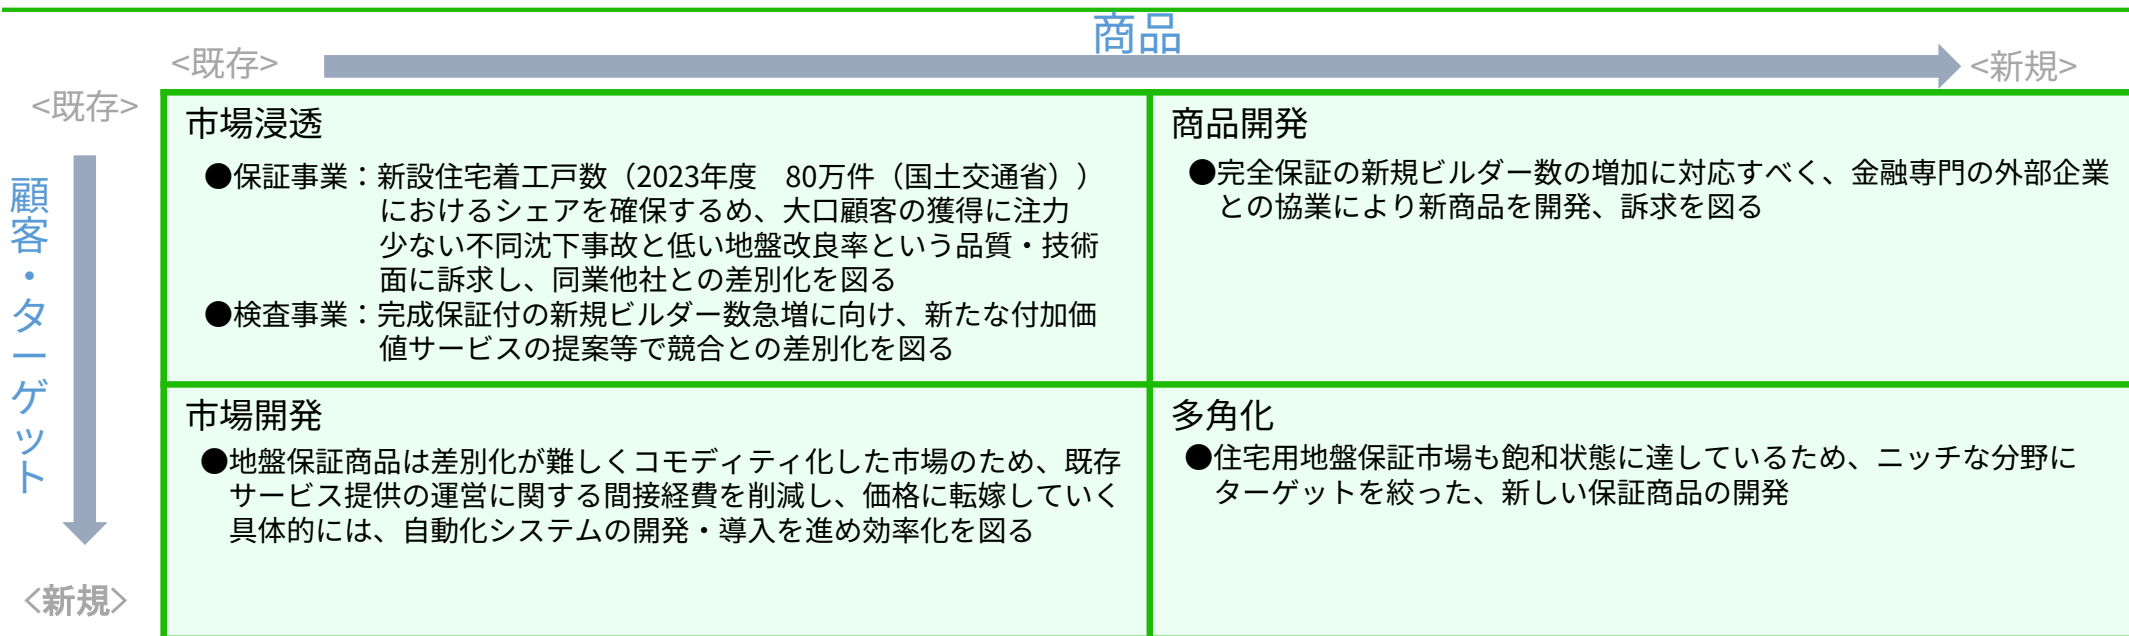 商品
<既存>
<新規>
<既存>
顧客・ターゲット
<新規>
市場浸透
●保証事業：新設住宅着工戸数（2023年度　80万件（国土交通省））
におけるシェアを確保するめ、大口顧客の獲得に注力
少ない不同沈下事故と低い地盤改良率という品質・技術
面に訴求し、同業他社との差別化を図る
●検査事業：完成保証付の新規ビルダー数急増に向け、新たな付加価
値サービスの提案等で競合との差別化を図る
商品開発
●完全保証の新規ビルダー数の増加に対応すべく、金融専門の外部企業
との協業により新商品を開発、訴求を図る
市場開発
●地盤保証商品は差別化が難しくコモディティ化した市場のため、既存
サービス提供の運営に関する間接経費を削減し、価格に転嫁していく
具体的には、自動化システムの開発・導入を進め効率化を図る
多角化
●住宅用地盤保証市場も飽和状態に達しているため、ニッチな分野に
ターゲットを絞った、新しい保証商品の開発